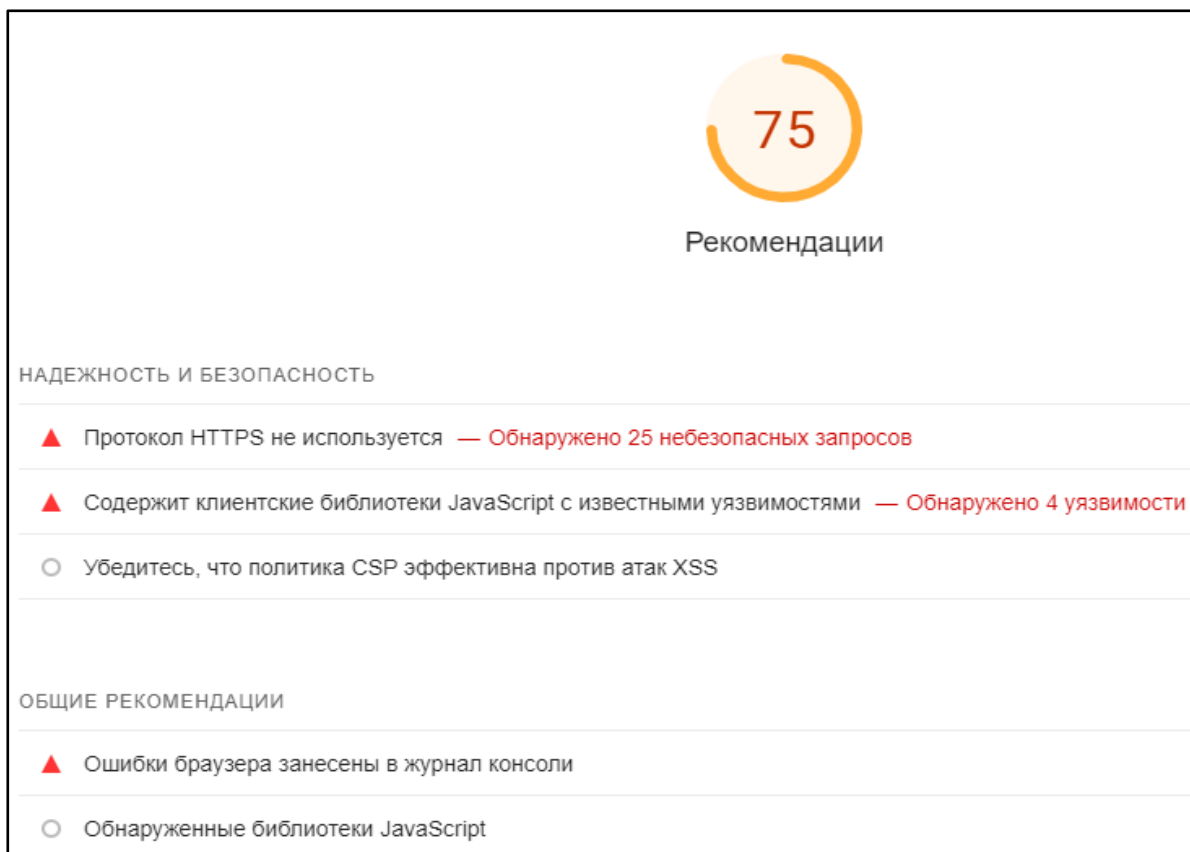 75
Рекомендации
НАДЕЖНОСТЬ И БЕЗОПАСНОСТЬ
Протокол HTTPS не используется — Обнаружено 25 небезопасных запросов
Содержит клиентские библиотеки JavaScript с известными уязвимостями — Обнаружено 4 уязвимости
Убедитесь, что политика CSP эффективна против атак XSS
ОБЩИЕ РЕКОМЕНДАЦИИ
Ошибки браузера занесены в журнал консоли
Обнаруженные библиотеки JavaScript